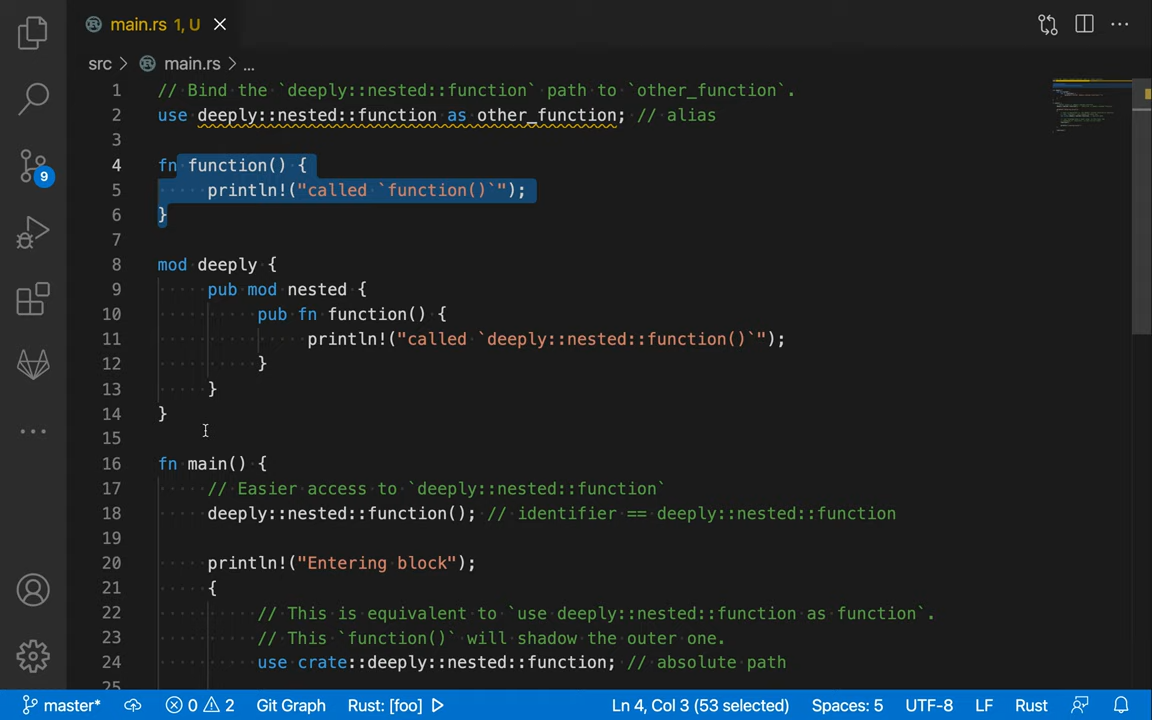 main.rs 1, U
src > main.rs > ...
1 // Bind the `deeply::nested::function` path to `other_function`.
2 use deeply::nested::function as other_function; // alias
3
4 fn function() {
5     println!("called `function()`");
6 }
7
8 mod deeply {
9     pub mod nested {
10         pub fn function() {
11             println!("called `deeply::nested::function()`");
12         }
13     }
14 }
15
16 fn main() {
17     // Easier access to `deeply::nested::function`
18     deeply::nested::function(); // identifier == deeply::nested::function
19
20     println!("Entering block");
21     {
22         // This is equivalent to `use deeply::nested::function as function`.
23         // This `function()` will shadow the outer one.
24         use crate::deeply::nested::function; // absolute path
25
9
master* 0 2 Git Graph Rust: [foo] Ln 4, Col 3 (53 selected) Spaces: 5 UTF-8 LF Rust